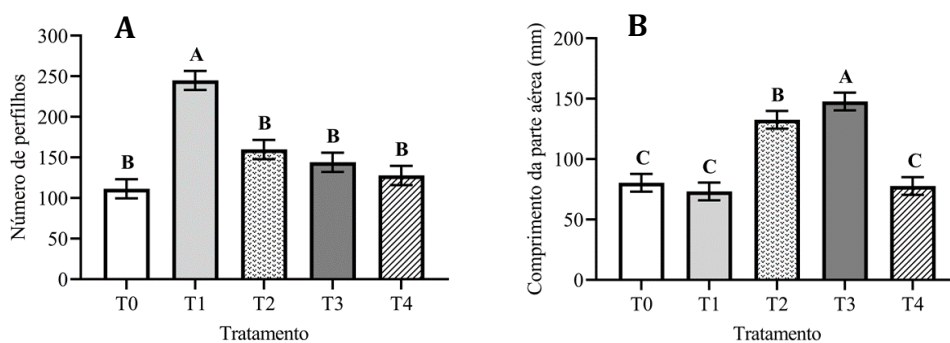 A
Número de perfilhos
300
250
200
150
100
50
0
B
A
B
B
B
T0 T1 T2 T3 T4
Tratamento
B
Comprimento da parte aérea (mm)
200
150
100
50
0
C
C
B
A
C
T0 T1 T2 T3 T4
Tratamento